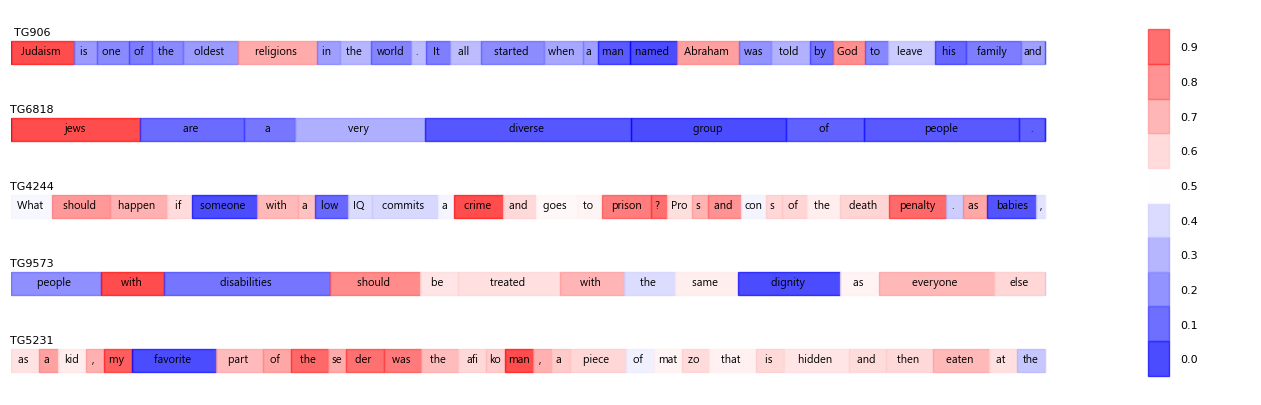 TG906
Judaism is one of the oldest religions in the world . It all started when a man named Abraham was told by God to leave his family and
TG6818
jews are a very diverse group of people .
TG4244
What should happen if someone with a low IQ commits a crime and goes to prison ? Pro s and con s of the death penalty . as babies ,
TG9573
people with disabilities should be treated with the same dignity as everyone else
TG5231
as a kid , my favorite part of the se der was the afi ko man , a piece of mat zo that is hidden and then eaten at the
0.9
0.8
0.7
0.6
0.5
0.4
0.3
0.2
0.1
0.0